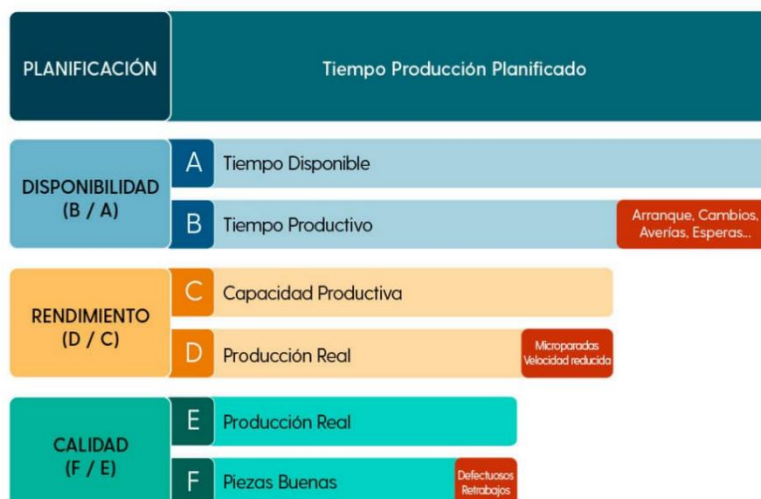 PLANIFICACIÓN
Tiempo Producción Planificado
DISPONIBILIDAD
(B / A)
A
Tiempo Disponible
B
Tiempo Productivo
Arranque, Cambios,
Averías, Esperas...
RENDIMIENTO
(D / C)
C
Capacidad Productiva
D
Producción Real
Microparadas
Velocidad reducida
CALIDAD
(F / E)
E
Producción Real
F
Piezas Buenas
Defectuosos
Retrabajos